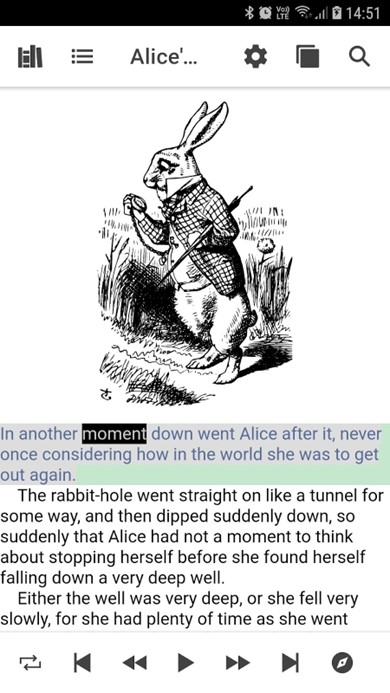 Vo)) LTE 14:51
Alice'...
In another moment down went Alice after it, never
once considering how in the world she was to get
out again.
The rabbit-hole went straight on like a tunnel for
some way, and then dipped suddenly down, so
suddenly that Alice had not a moment to think
about stopping herself before she found herself
falling down a very deep well.
Either the well was very deep, or she fell very
slowly, for she had plenty of time as she went